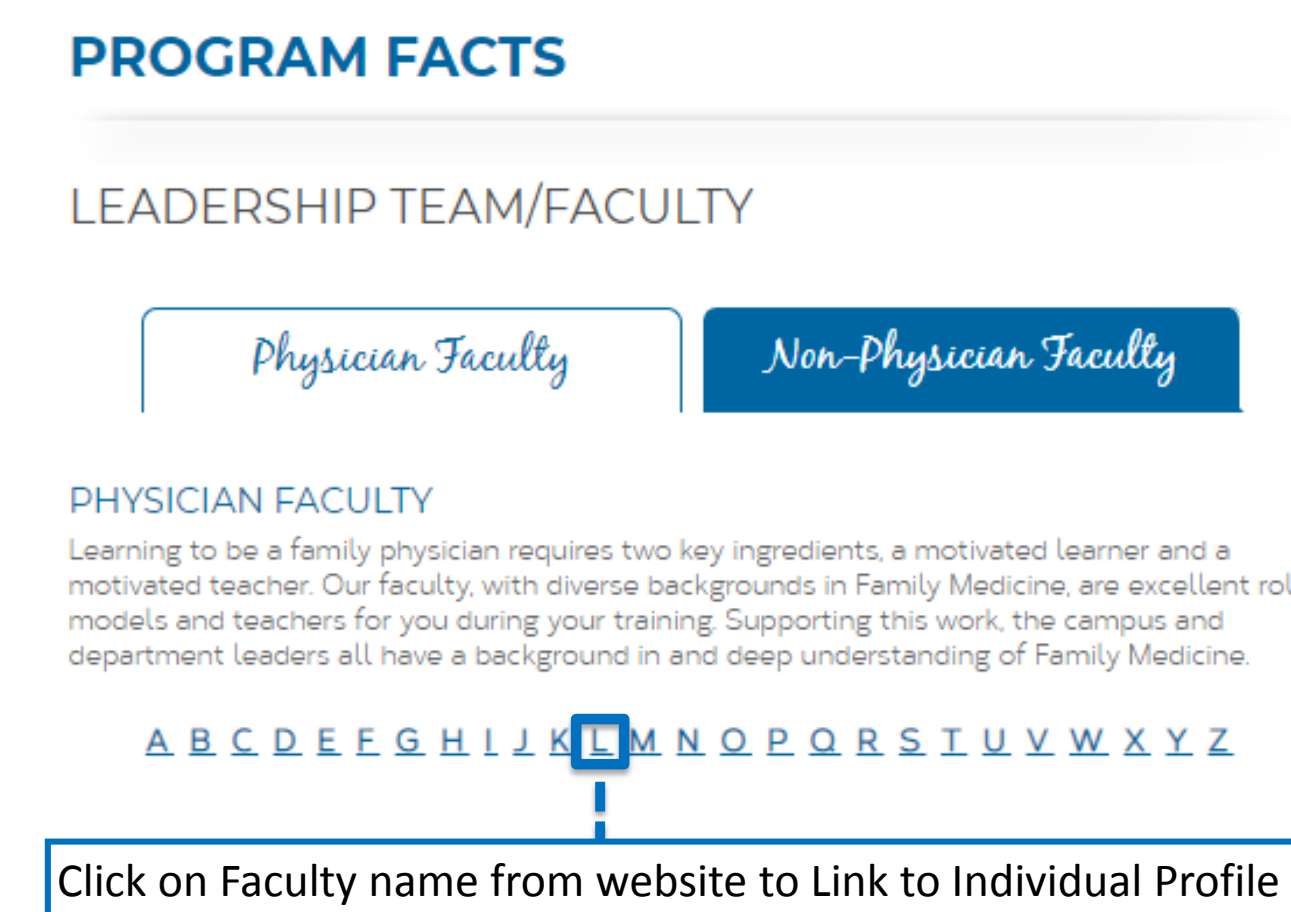 PROGRAM FACTS
LEADERSHIP TEAM/FACULTY
Physician Faculty
Non-Physician Faculty
PHYSICIAN FACULTY
Learning to be a family physician requires two key ingredients, a motivated learner and a
motivated teacher. Our faculty, with diverse backgrounds in Family Medicine, are excellent rol
models and teachers for you during your training. Supporting this work, the campus and
department leaders all have a background in and deep understanding of Family Medicine.
A B C D E F G H I J K L M N O P Q R S T U V W X Y Z
Click on Faculty name from website to Link to Individual Profile